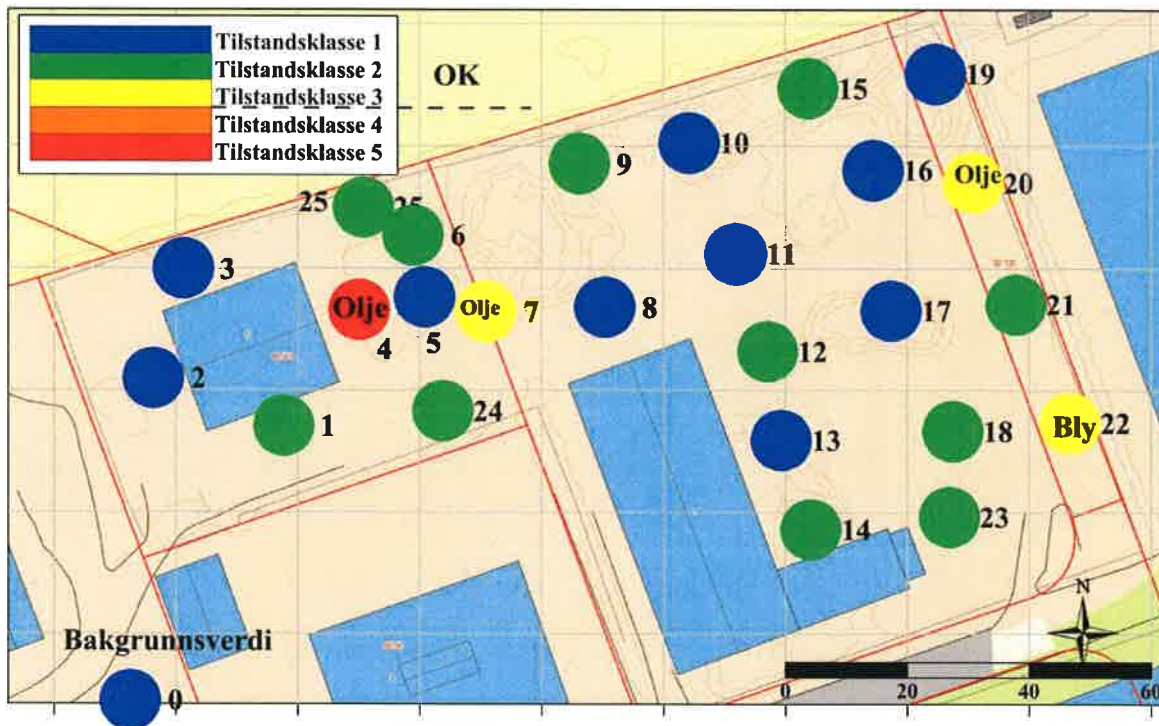 Tilstandsklasse 1
Tilstandsklasse 2
Tilstandsklasse 3
Tilstandsklasse 4
Tilstandsklasse 5
OK
15
19
10
9
16
Olje 20
25
25
6
3
11
Olje
4
5
Olje 7
8
17
21
12
2
24
1
13
18
Bly 22
14
23
N
Bakgrunnsverdi
0
0 20 40 60